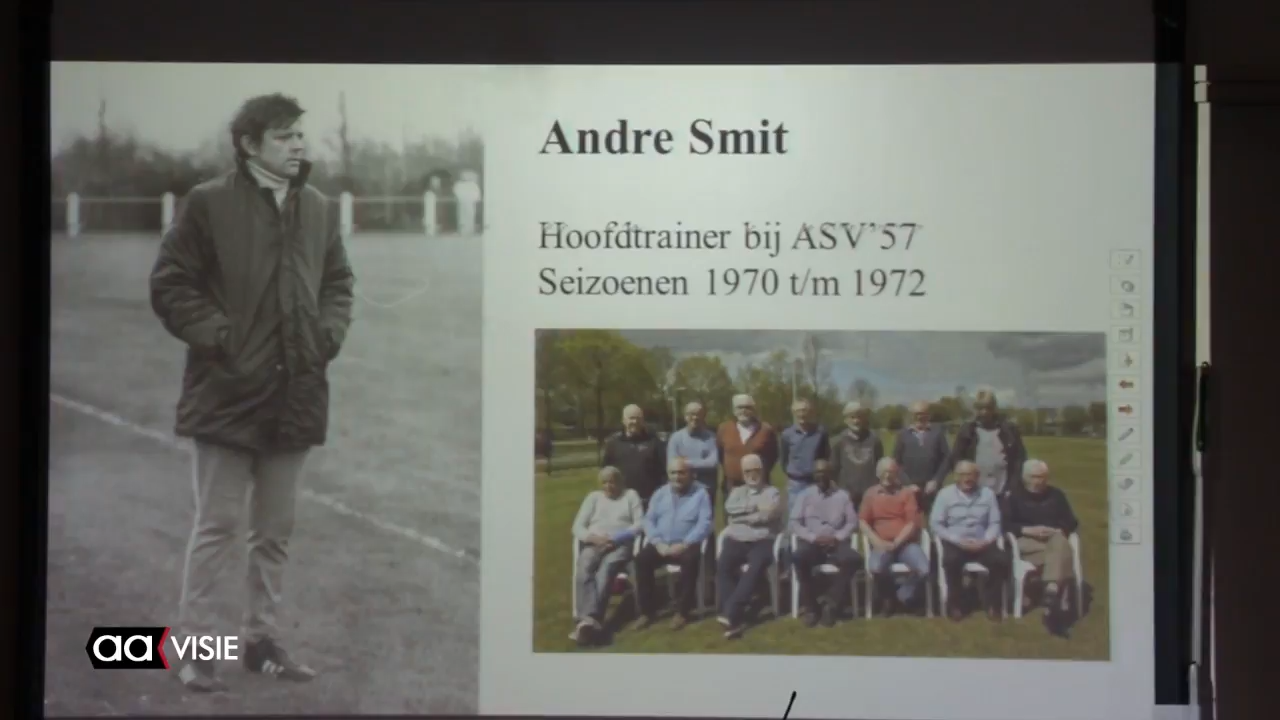 Andre Smit
Hoofdtrainer bij ASV’57
Seizoenen 1970 t/m 1972
aa VISIE